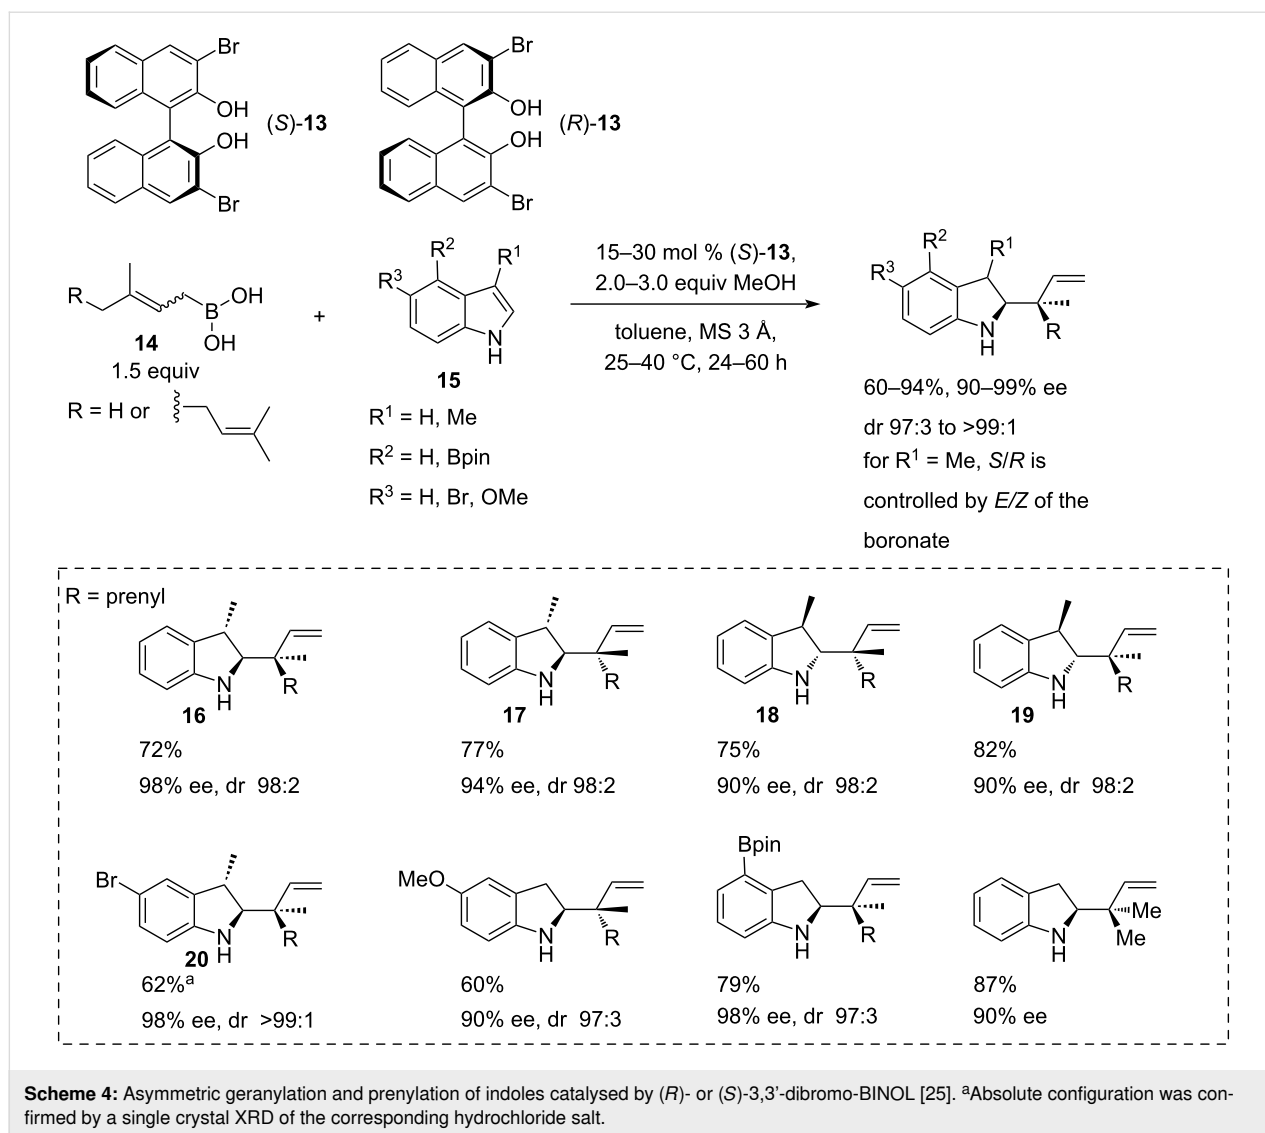 Br
OH
OH
Br
(S)-13
Br
OH
OH
Br
(R)-13
R
B
OH
OH
14
1.5 equiv
R = H or
+
R³
R²
R¹
N
H
15
R¹ = H, Me
R² = H, Bpin
R³ = H, Br, OMe
15–30 mol % (S)-13,
2.0–3.0 equiv MeOH
toluene, MS 3 Å,
25–40 °C, 24–60 h
R³
R²
R¹
N
H
R
60–94%, 90–99% ee
dr 97:3 to >99:1
for R¹ = Me, S/R is
controlled by E/Z of the
boronate
R = prenyl
N
H
R
16
72%
98% ee, dr 98:2
N
H
R
17
77%
94% ee, dr 98:2
N
H
R
18
75%
90% ee, dr 98:2
N
H
R
19
82%
90% ee, dr 98:2
Br
N
H
R
20
62%ᵃ
98% ee, dr >99:1
MeO
N
H
R
60%
90% ee, dr 97:3
Bpin
N
H
R
79%
98% ee, dr 97:3
N
H
Me
Me
87%
90% ee
Scheme 4: Asymmetric geranylation and prenylation of indoles catalysed by (R)- or (S)-3,3’-dibromo-BINOL [25]. ᵃAbsolute configuration was con-
firmed by a single crystal XRD of the corresponding hydrochloride salt.